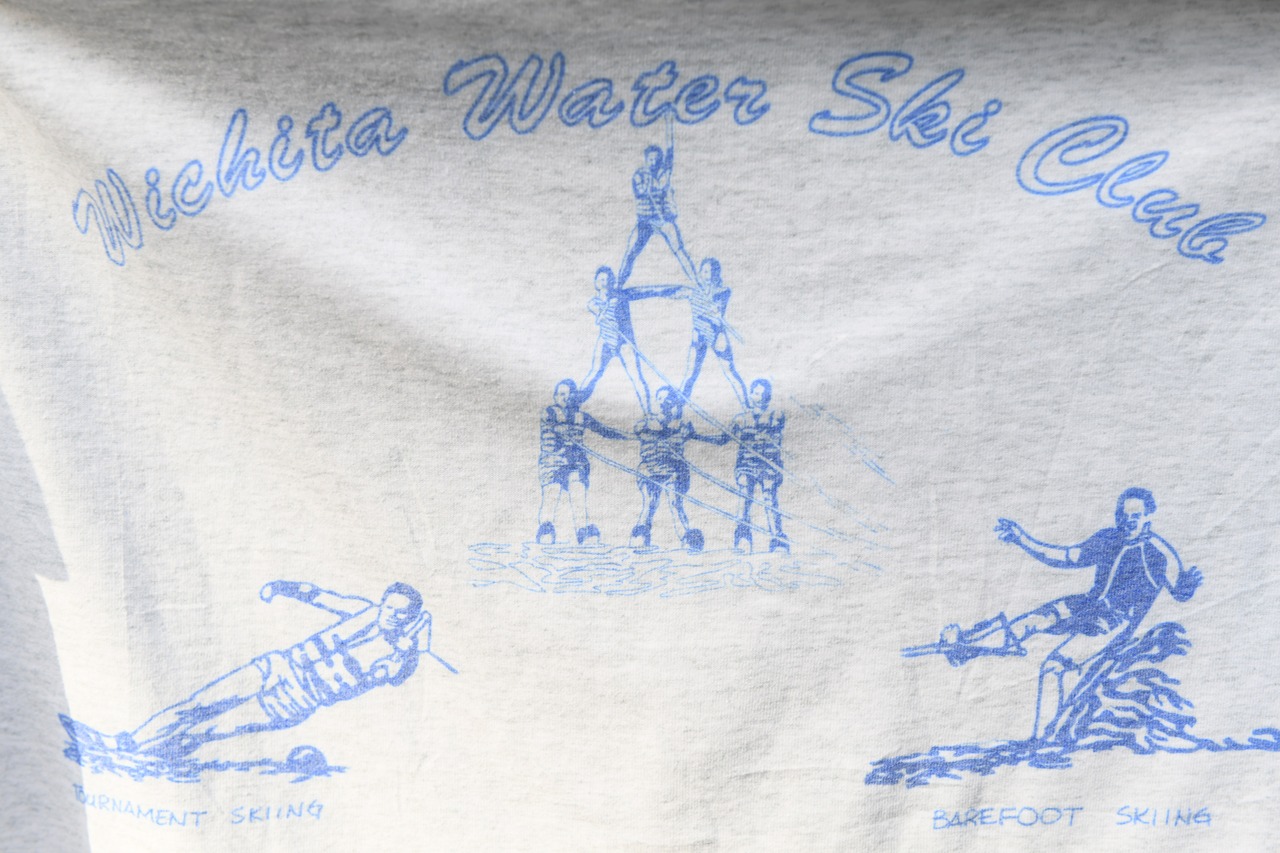 Wichita Water Ski Club
TOURNAMENT SKIING
BAREFOOT SKIING